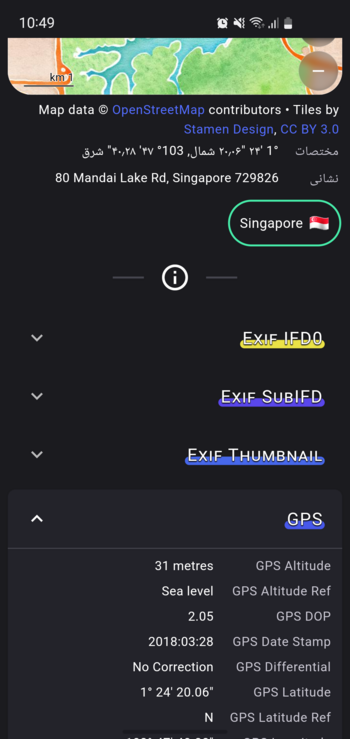 10:49
km 1
Map data © OpenStreetMap contributors • Tiles by
Stamen Design, CC BY 3.0
مختصات 1° ۲۴' ۲۰٫۰۶" شمال, 103° ۴۷' ۴۰٫۲۸" شرق
نشانی 80 Mandai Lake Rd, Singapore 729826
Singapore 🇸🇬
Exif IFD0
Exif SubIFD
Exif Thumbnail
GPS
31 metres GPS Altitude
Sea level GPS Altitude Ref
2.05 GPS DOP
2018:03:28 GPS Date Stamp
No Correction GPS Differential
1° 24' 20.06" GPS Latitude
N GPS Latitude Ref